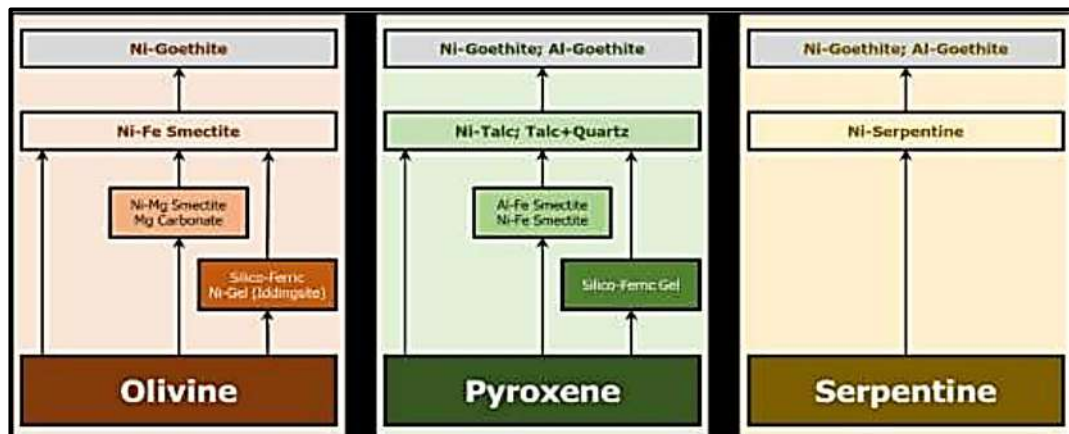 Ni-Goethite
Ni-Fe Smectite
Ni-Mg Smectite
Mg Carbonate
Silico-Ferric
Ni-Gel (Iddingsite)
Olivine
Ni-Goethite; Al-Goethite
Ni-Talc; Talc+Quartz
Al-Fe Smectite
Ni-Fe Smectite
Silico-Ferric Gel
Pyroxene
Ni-Goethite; Al-Goethite
Ni-Serpentine
Serpentine